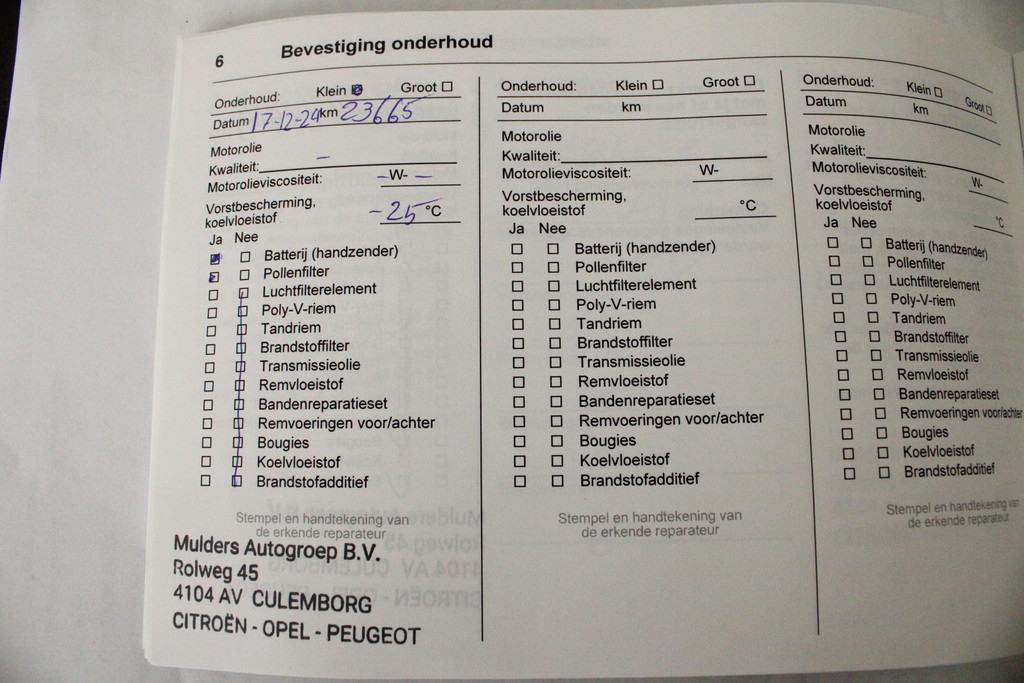 6 Bevestiging onderhoud
Onderhoud: Klein Groot
Datum 17-12-24 km 23665
Motorolie
Kwaliteit: –
Motorolieviscositeit: – W- –
Vorstbescherming,
koelvloeistof -25 °C
Ja Nee
Batterij (handzender)
Pollenfilter
Luchtfilterelement
Poly-V-riem
Tandriem
Brandstoffilter
Transmissieolie
Remvloeistof
Bandenreparatieset
Remvoeringen voor/achter
Bougies
Koelvloeistof
Brandstofadditief
Stempel en handtekening van
de erkende reparateur
Mulders Autogroep B.V.
Rolweg 45
4104 AV CULEMBORG
CITROËN - OPEL - PEUGEOT
Onderhoud: Klein Groot
Datum km
Motorolie
Kwaliteit:
Motorolieviscositeit: W-
Vorstbescherming,
koelvloeistof °C
Ja Nee
Batterij (handzender)
Pollenfilter
Luchtfilterelement
Poly-V-riem
Tandriem
Brandstoffilter
Transmissieolie
Remvloeistof
Bandenreparatieset
Remvoeringen voor/achter
Bougies
Koelvloeistof
Brandstofadditief
Stempel en handtekening van
de erkende reparateur
Onderhoud: Klein Groot
Datum km
Motorolie
Kwaliteit:
Motorolieviscositeit: W-
Vorstbescherming,
koelvloeistof °C
Ja Nee
Batterij (handzender)
Pollenfilter
Luchtfilterelement
Poly-V-riem
Tandriem
Brandstoffilter
Transmissieolie
Remvloeistof
Bandenreparatieset
Remvoeringen voor/achter
Bougies
Koelvloeistof
Brandstofadditief
Stempel en handtekening van
de erkende reparateur